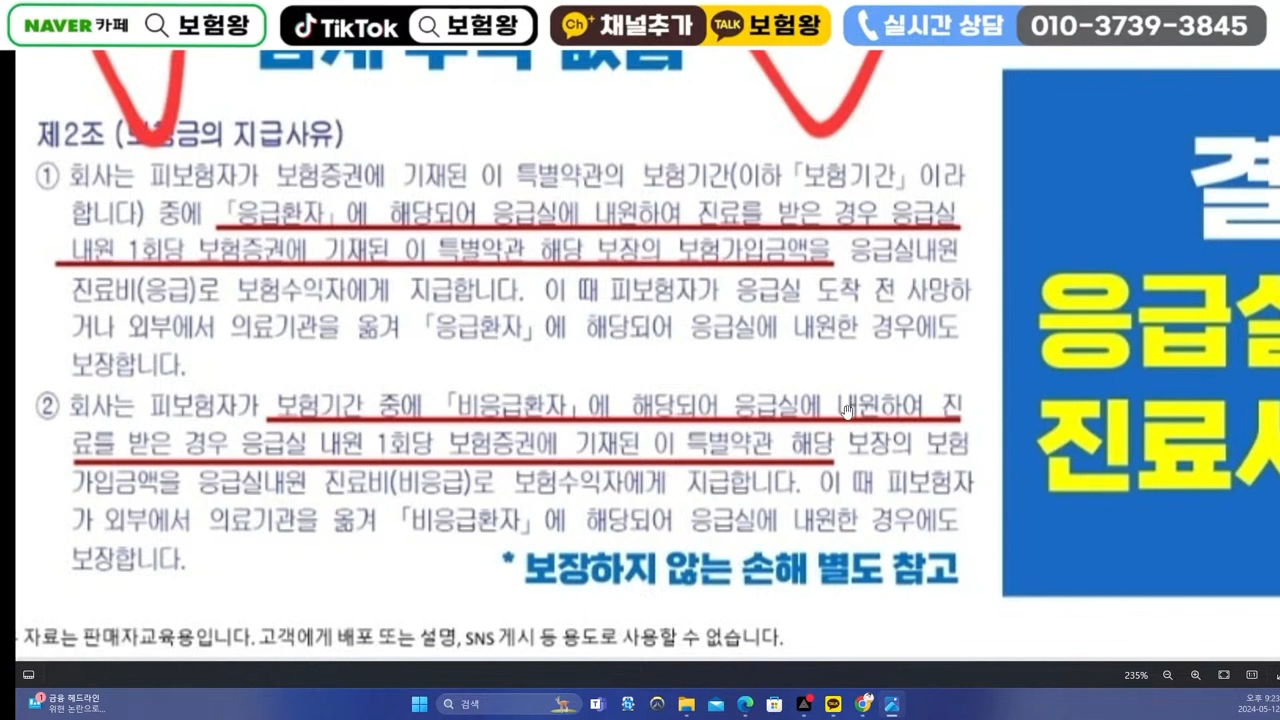 NAVER 카페 보험왕
TikTok 보험왕
Ch+ 채널추가 TALK 보험왕
실시간 상담 010-3739-3845
제2조 (보험금의 지급사유)
① 회사는 피보험자가 보험증권에 기재된 이 특별약관의 보험기간(이하 「보험기간」이라
합니다) 중에 「응급환자」에 해당되어 응급실에 내원하여 진료를 받은 경우 응급실
내원 1회당 보험증권에 기재된 이 특별약관 해당 보장의 보험가입금액을 응급실내원
진료비(응급)로 보험수익자에게 지급합니다. 이 때 피보험자가 응급실 도착 전 사망하
거나 외부에서 의료기관을 옮겨 「응급환자」에 해당되어 응급실에 내원한 경우에도
보장합니다.
② 회사는 피보험자가 보험기간 중에 「비응급환자」에 해당되어 응급실에 내원하여 진
료를 받은 경우 응급실 내원 1회당 보험증권에 기재된 이 특별약관 해당 보장의 보험
가입금액을 응급실내원 진료비(비응급)로 보험수익자에게 지급합니다. 이 때 피보험자
가 외부에서 의료기관을 옮겨 「비응급환자」에 해당되어 응급실에 내원한 경우에도
보장합니다.
* 보장하지 않는 손해 별도 참고
응급실
진료
자료는 판매자교육용입니다. 고객에게 배포 또는 설명, SNS 게시 등 용도로 사용할 수 없습니다.
235%
1 금융 헤드라인
위헌 논란으로...
검색
오후 9:23
2024-05-12